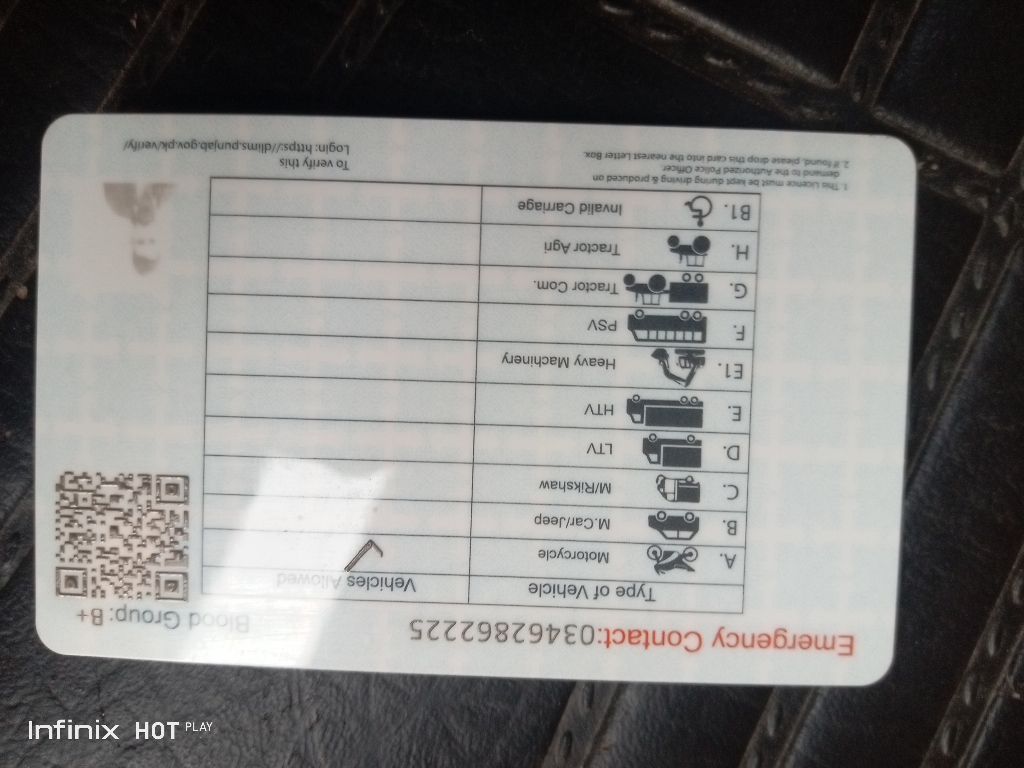 Emergency Contact:03462862225
Blood Group: B+
Type of Vehicle Vehicles Allowed
A. Motorcycle ✓
B. M.Car/Jeep
C. M/Rikshaw
D. LTV
E. HTV
E1. Heavy Machinery
F. PSV
G. Tractor Com.
H. Tractor Agri
B1. Invalid Carriage
1. This Licence must be kept during driving & produced on
demand to the Authorized Police Officer.
2. If found, please drop this card into the nearest Letter Box.
To verify this
Login: https://dlims.punjab.gov.pk/verify/
Infinix HOT PLAY